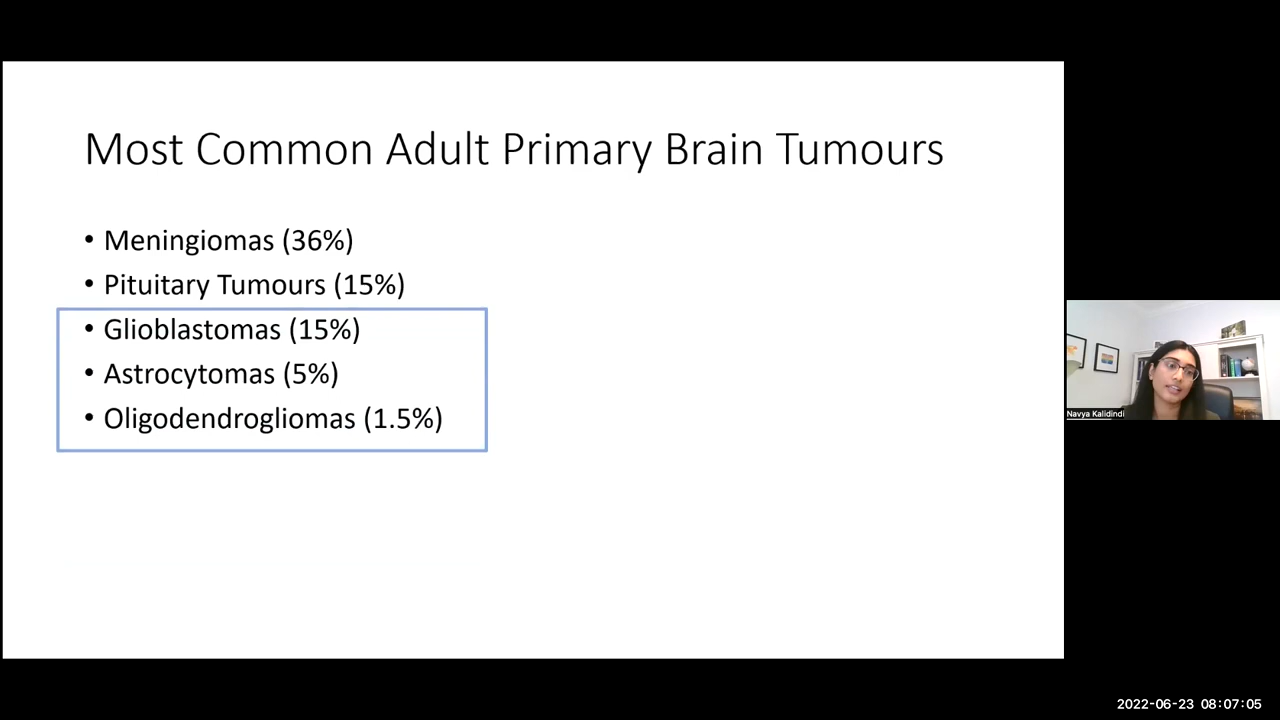 Most Common Adult Primary Brain Tumours
• Meningiomas (36%)
• Pituitary Tumours (15%)
• Glioblastomas (15%)
• Astrocytomas (5%)
• Oligodendrogliomas (1.5%)
Navya Kalidindi
2022-06-23 08:07:05